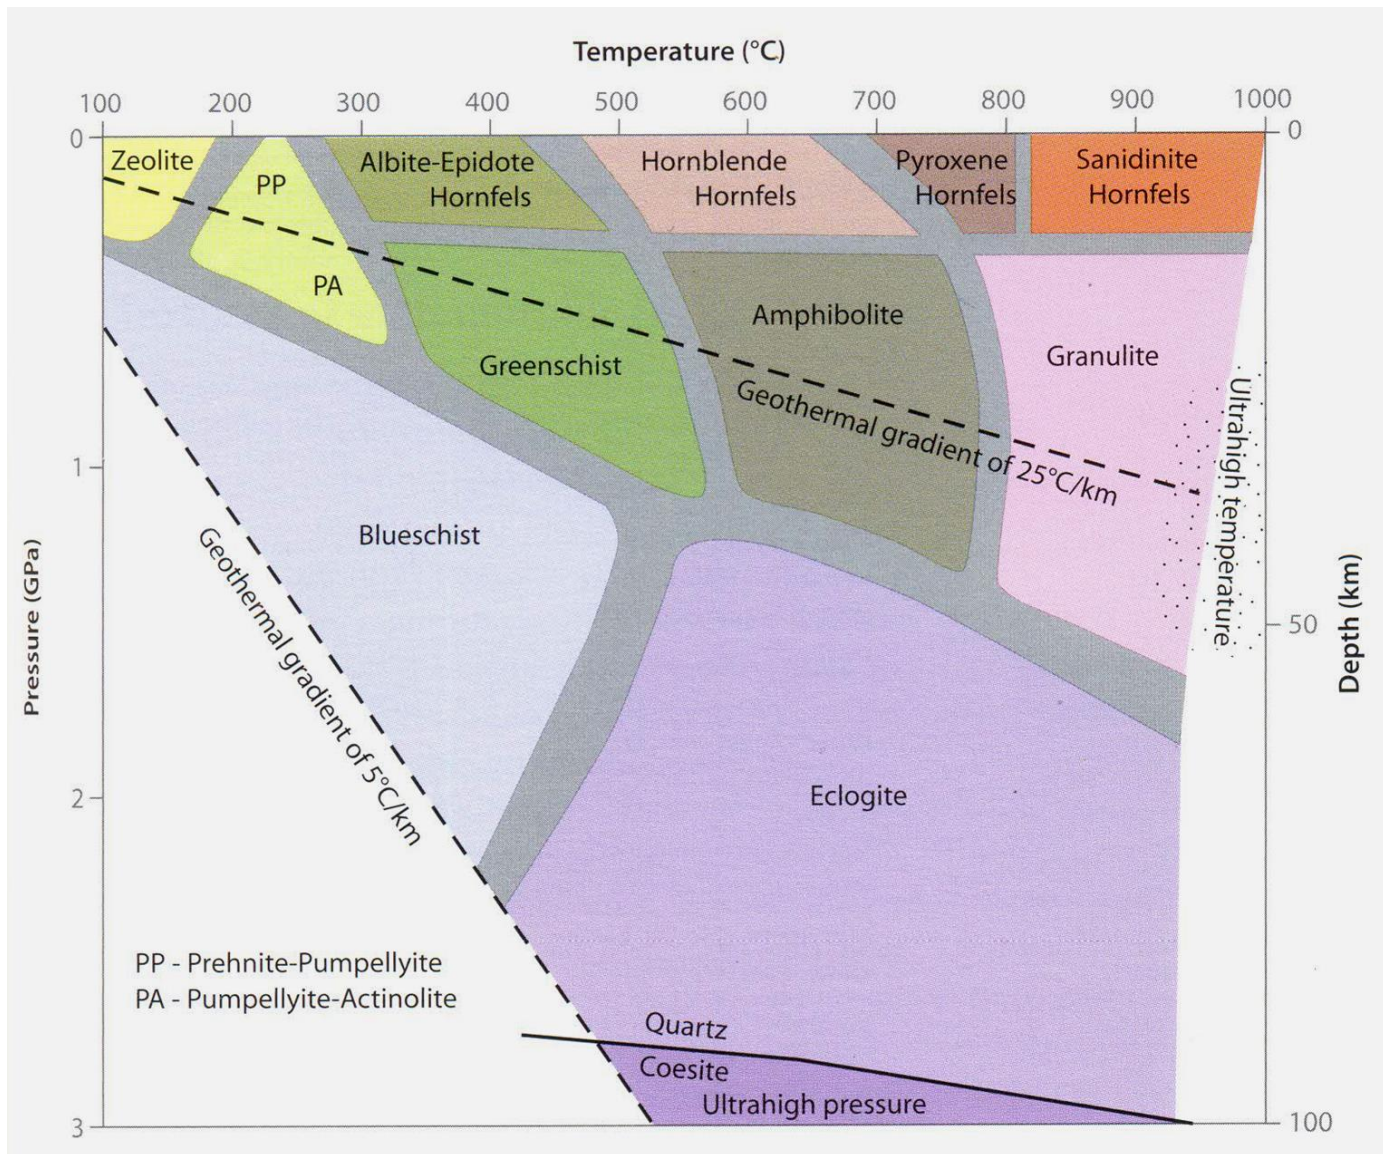 Temperature (°C)
100 200 300 400 500 600 700 800 900 1000
0
0
Zeolite
PP
Albite-Epidote
Hornfels
Hornblende
Hornfels
Pyroxene
Hornfels
Sanidinite
Hornfels
PA
Greenschist
Amphibolite
Granulite
Geothermal gradient of 25°C/km
Ultrahigh temperature
1
Blueschist
Geothermal gradient of 5°C/km
Pressure (GPa)
50
Depth (km)
2
Eclogite
PP - Prehnite-Pumpellyite
PA - Pumpellyite-Actinolite
Quartz
Coesite
Ultrahigh pressure
3
100